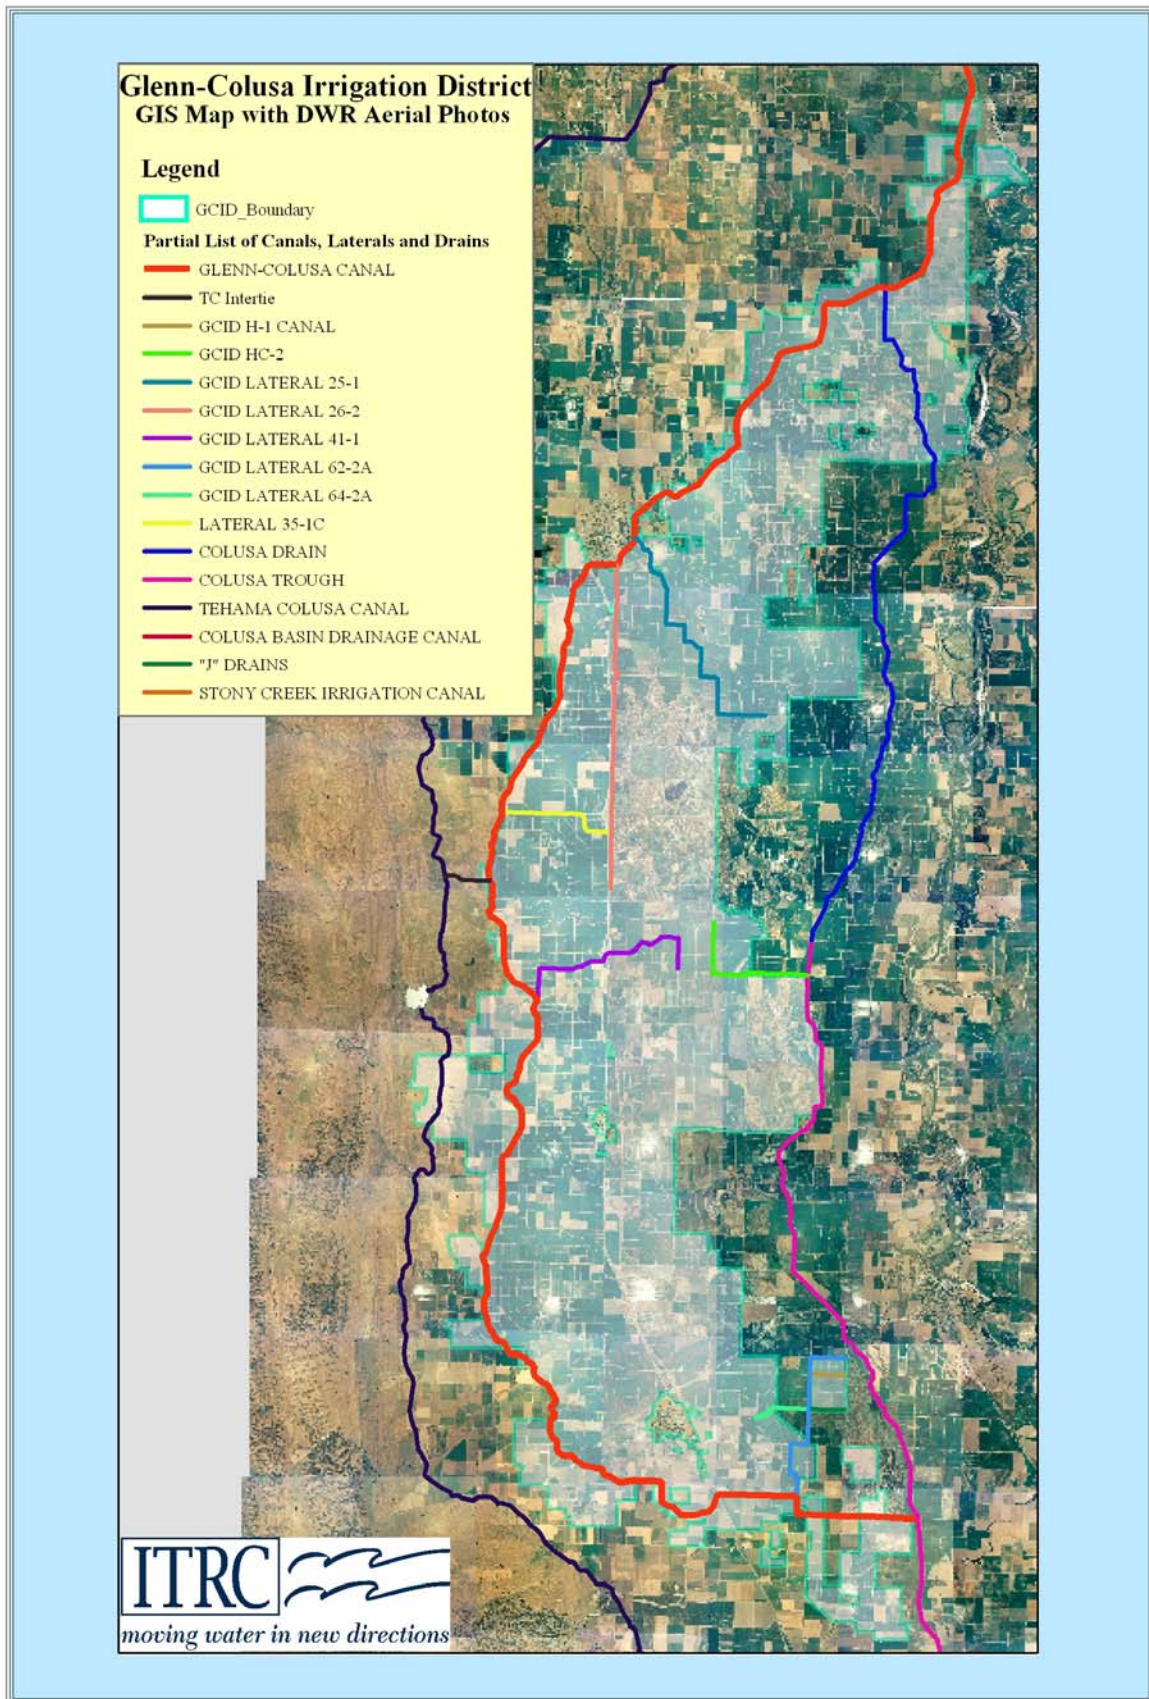 Glenn-Colusa Irrigation District
GIS Map with DWR Aerial Photos
Legend
GCID_Boundary
Partial List of Canals, Laterals and Drains
GLENN-COLUSA CANAL
TC Intertie
GCID H-1 CANAL
GCID HC-2
GCID LATERAL 25-1
GCID LATERAL 26-2
GCID LATERAL 41-1
GCID LATERAL 62-2A
GCID LATERAL 64-2A
LATERAL 35-1C
COLUSA DRAIN
COLUSA TROUGH
TEHAMA COLUSA CANAL
COLUSA BASIN DRAINAGE CANAL
"J" DRAINS
STONY CREEK IRRIGATION CANAL
ITRC
moving water in new directions